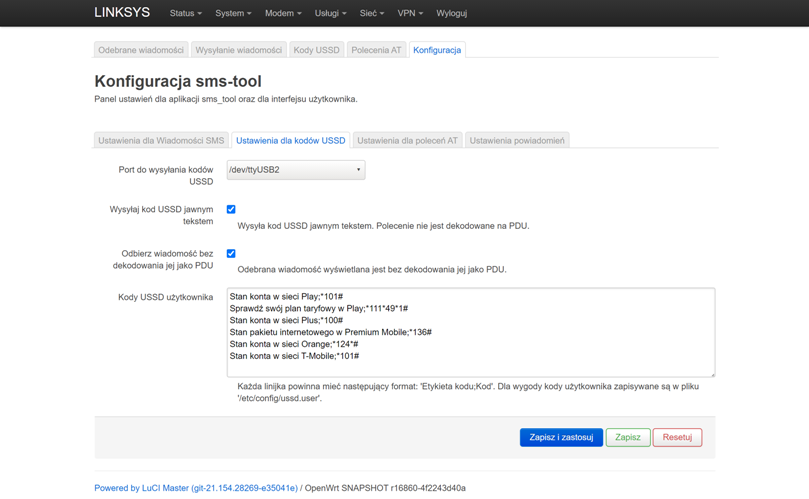 LINKSYS Status System Modem Usługi Sieć VPN Wyloguj
Odebrane wiadomości Wysyłanie wiadomości Kody USSD Polecenia AT Konfiguracja
Konfiguracja sms-tool
Panel ustawień dla aplikacji sms_tool oraz dla interfejsu użytkownika.
Ustawienia dla Wiadomości SMS Ustawienia dla kodów USSD Ustawienia dla poleceń AT Ustawienia powiadomień
Port do wysyłania kodów
USSD
/dev/ttyUSB2
Wysyłaj kod USSD jawnym
tekstem
Wysyła kod USSD jawnym tekstem. Polecenie nie jest dekodowane na PDU.
Odbierz wiadomość bez
dekodowania jej jako PDU
Odebrana wiadomość wyświetlana jest bez dekodowania jej jako PDU.
Kody USSD użytkownika
Stan konta w sieci Play;*101#
Sprawdź swój plan taryfowy w Play;*111*49*1#
Stan konta w sieci Plus;*100#
Stan pakietu internetowego w Premium Mobile;*136#
Stan konta w sieci Orange;*124*#
Stan konta w sieci T-Mobile;*101#
Każda linijka powinna mieć następujący format: 'Etykieta kodu;Kod'. Dla wygody kody użytkownika zapisywane są w pliku
'/etc/config/ussd.user'.
Zapisz i zastosuj Zapisz Resetuj
Powered by LuCI Master (git-21.154.28269-e35041e) / OpenWrt SNAPSHOT r16860-4f2243d40a